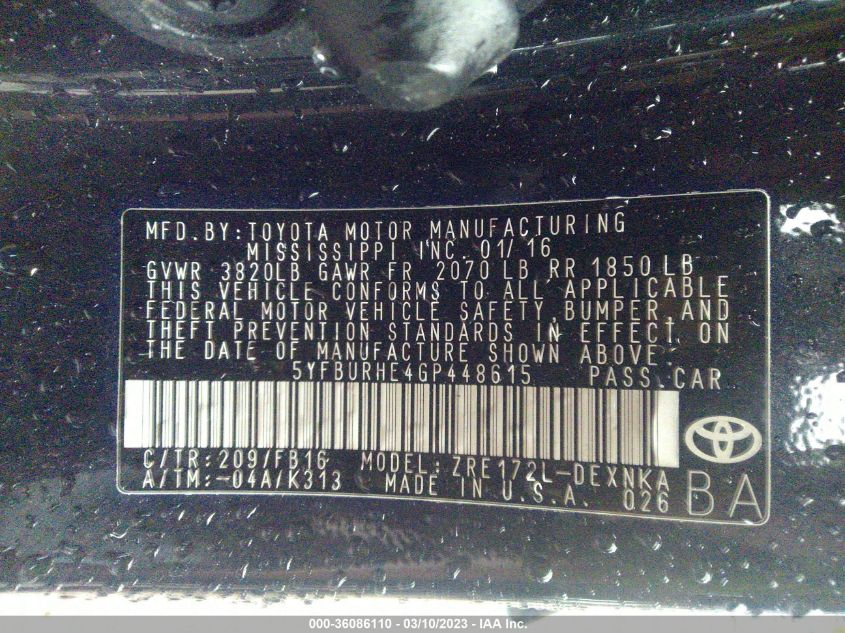 MFD.BY:TOYOTA MOTOR MANUFACTURING
MISSISSIPPI INC. 01/16
GVWR 3820LB GAWR FR 2070 LB RR 1850 LB
THIS VEHICLE CONFORMS TO ALL APPLICABLE
FEDERAL MOTOR VEHICLE SAFETY, BUMPER, AND
THEFT PREVENTION STANDARDS IN EFFECT ON
THE DATE OF MANUFACTURE SHOWN ABOVE.
5YFBURHE4GP448615 PASS.CAR
C/TR:209/FB16 MODEL: ZRE172L-DEXNKA
A/TM:-04A/K313 MADE IN U.S.A. 026 BA
000-36086110 - 03/10/2023 - IAA Inc.